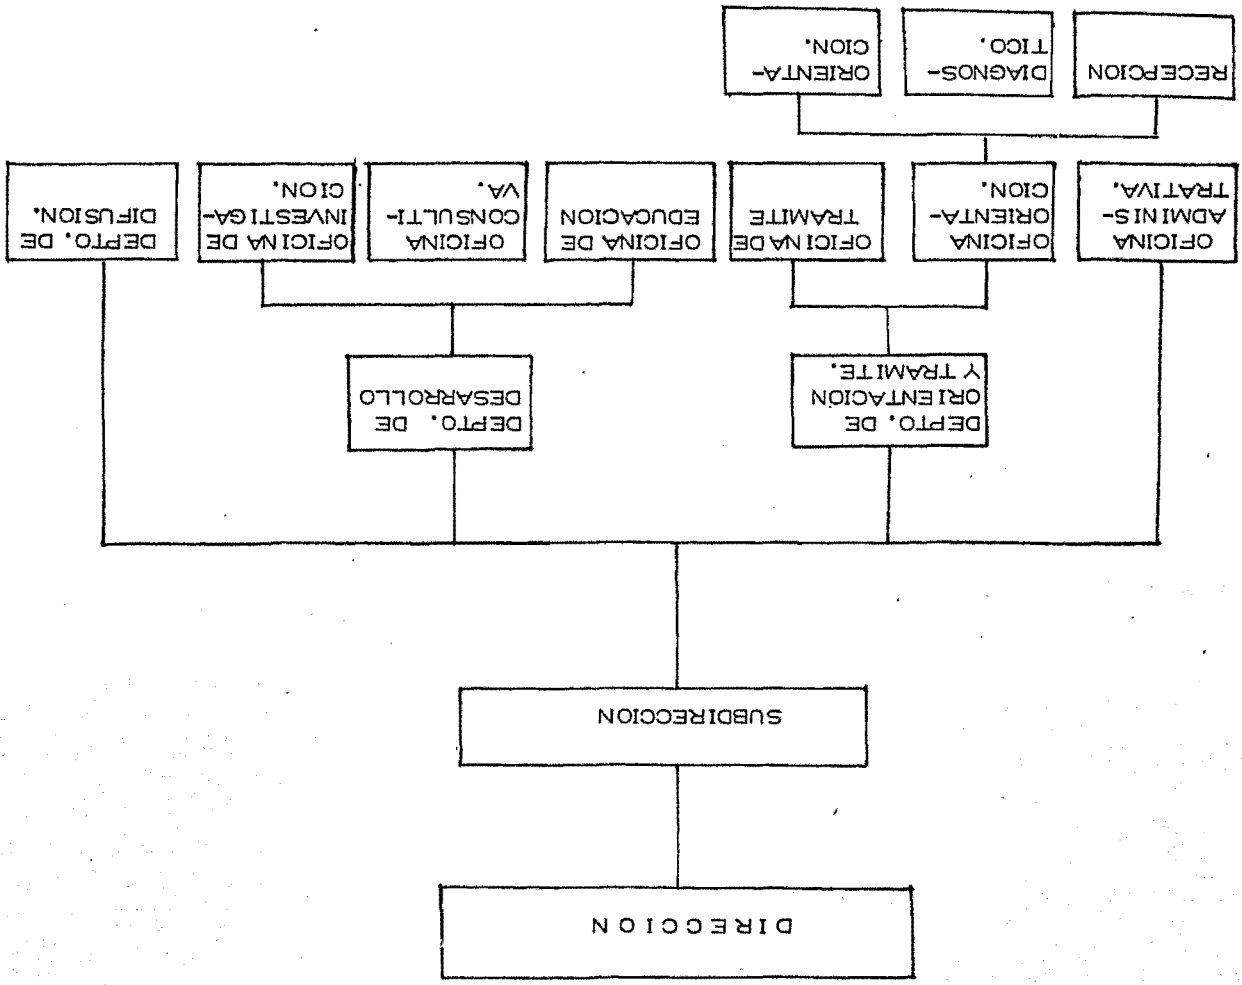 DIRECCION
SUBDIRECCION
DEPTO. DE
ORIENTACION
Y TRAMITE.
DEPTO. DE
DESARROLLO
OFICINA
ADMINIS-
TRATIVA.
OFICINA
ORIENTA-
CION.
OFICINA DE
TRAMITE
OFICINA DE
EDUCACION
OFICINA
CONSULTI-
VA.
OFICINA DE
INVESTIGA-
CION.
DEPTO. DE
DIFUSION.
RECEPCION
DIAGNOS-
TICO.
ORIENTA-
CION.